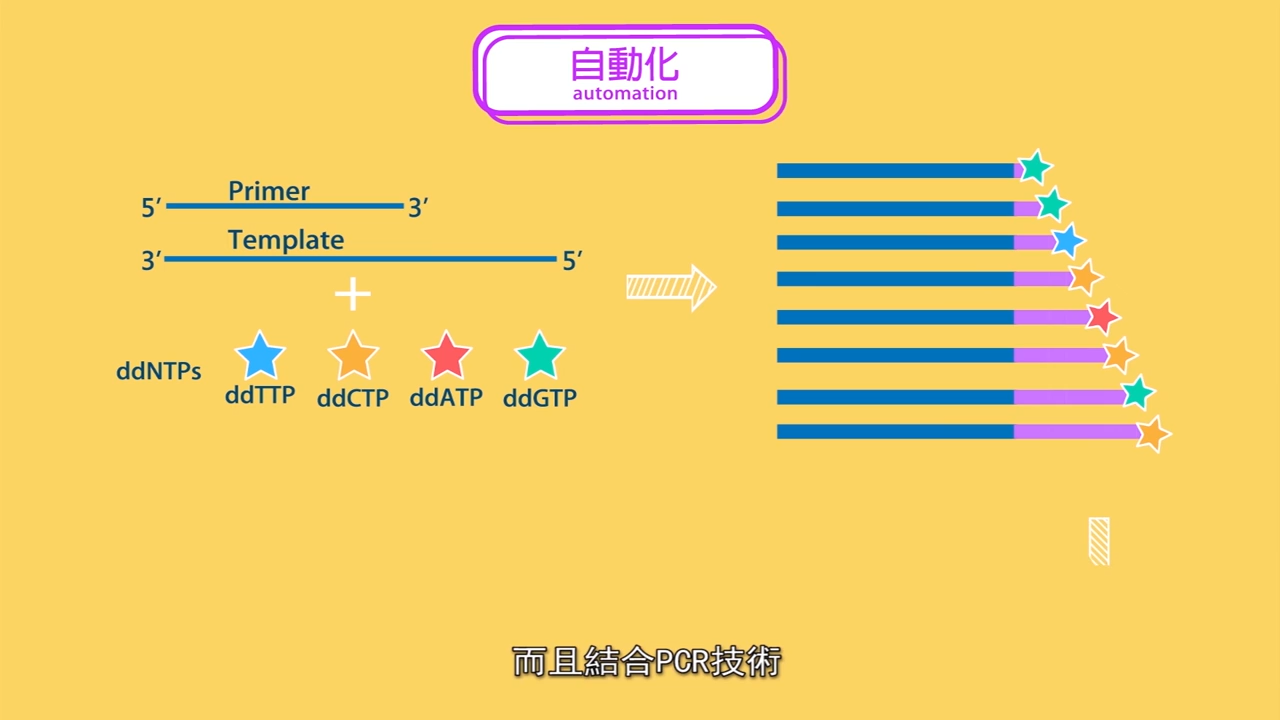 自動化
automation
Primer
5′ 3′
Template
3′ 5′
ddNTPs
ddTTP ddCTP ddATP ddGTP
而且結合PCR技術